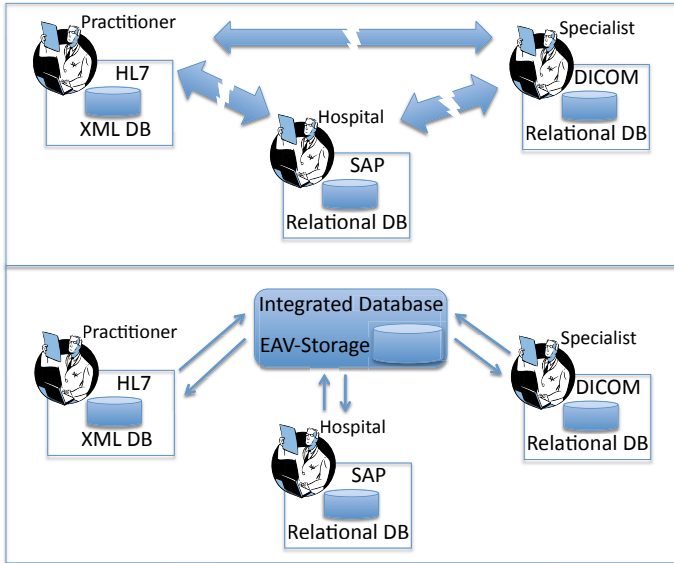 Practitioner
HL7
XML DB
Specialist
DICOM
Relational DB
Hospital
SAP
Relational DB
Integrated Database
EAV-Storage
Practitioner
HL7
XML DB
Specialist
DICOM
Relational DB
Hospital
SAP
Relational DB